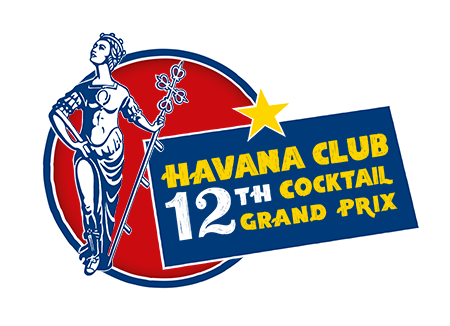 HAVANA CLUB
12TH COCKTAIL
GRAND PRIX